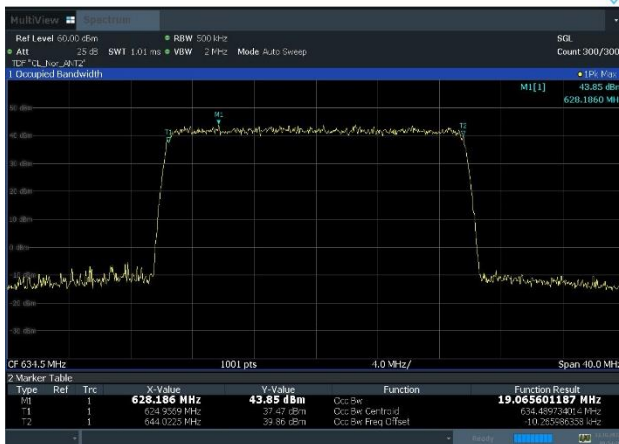 MultiView Spectrum
Ref Level 60.00 dBm RBW 500 kHz SGL
Att 25 dB SWT 1.01 ms VBW 2 MHz Mode Auto Sweep Count 300/300
TDF "CL_Nor_ANT2"
1 Occupied Bandwidth 1Pk Max
M1[1] 43.85 dBm
628.1860 MHz
50 dBm
M1
T1 T2
40 dBm
30 dBm
20 dBm
10 dBm
0 dBm
-10 dBm
-20 dBm
-30 dBm
CF 634.5 MHz 1001 pts 4.0 MHz/ Span 40.0 MHz
2 Marker Table
Type Ref Trc X-Value Y-Value Function Function Result
M1 1 628.186 MHz 43.85 dBm Occ Bw 19.065601187 MHz
T1 1 624.9569 MHz 37.47 dBm Occ Bw Centroid 634.489734014 MHz
T2 1 644.0225 MHz 39.86 dBm Occ Bw Freq Offset -10.265986358 kHz
Ready